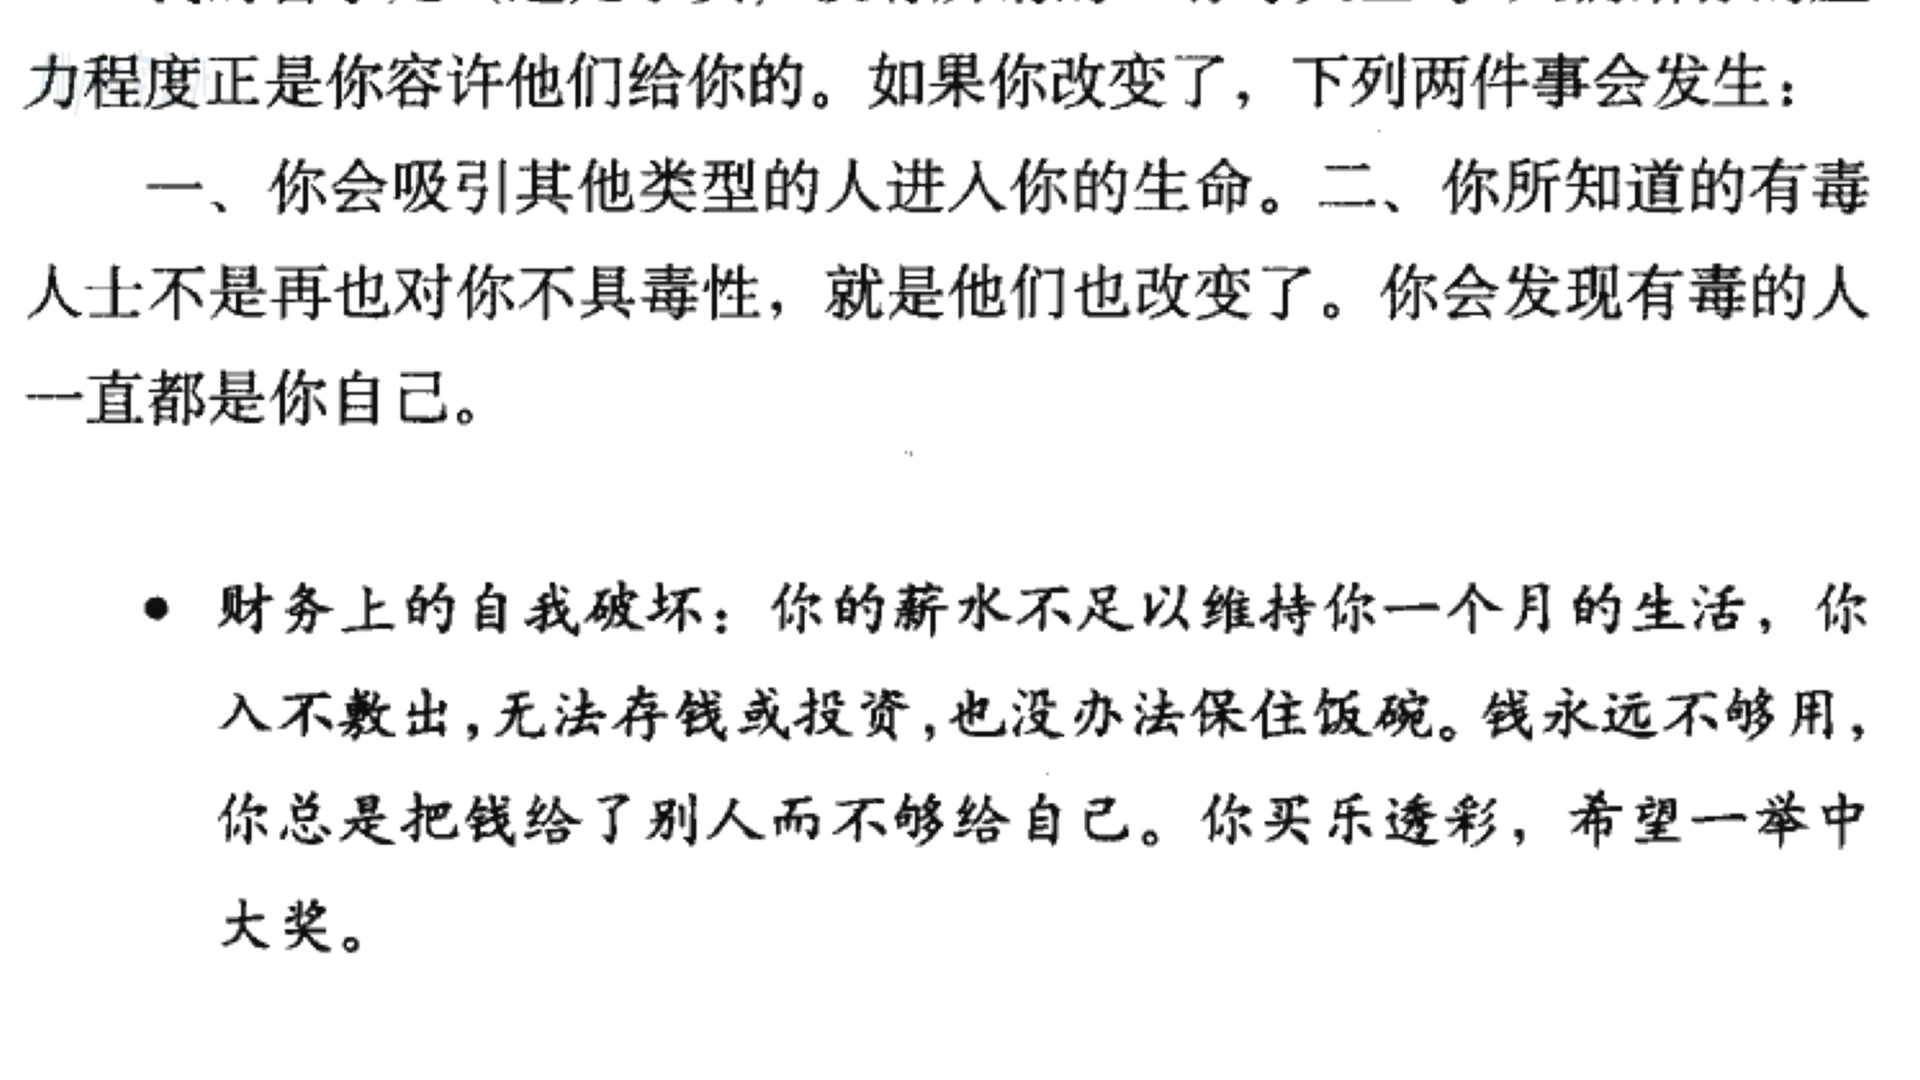 力程度正是你容许他们给你的。如果你改变了，下列两件事会发生：
一、你会吸引其他类型的人进入你的生命。二、你所知道的有毒
人士不是再也对你不具毒性，就是他们也改变了。你会发现有毒的人
一直都是你自己。
● 财务上的自我破坏：你的薪水不足以维持你一个月的生活，你
入不敷出，无法存钱或投资，也没办法保住饭碗。钱永远不够用，
你总是把钱给了别人而不够给自己。你买乐透彩，希望一举中
大奖。